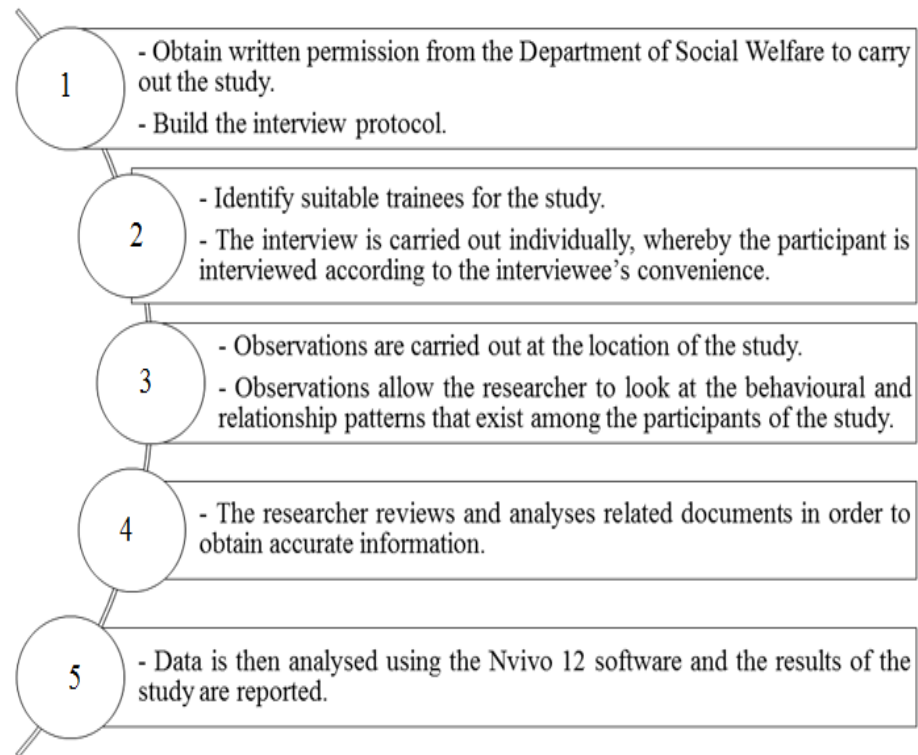 1
- Obtain written permission from the Department of Social Welfare to carry
out the study.
- Build the interview protocol.
2
- Identify suitable trainees for the study.
- The interview is carried out individually, whereby the participant is
interviewed according to the interviewee's convenience.
3
- Observations are carried out at the location of the study.
- Observations allow the researcher to look at the behavioural and
relationship patterns that exist among the participants of the study.
4
- The researcher reviews and analyses related documents in order to
obtain accurate information.
5
- Data is then analysed using the Nvivo 12 software and the results of the
study are reported.